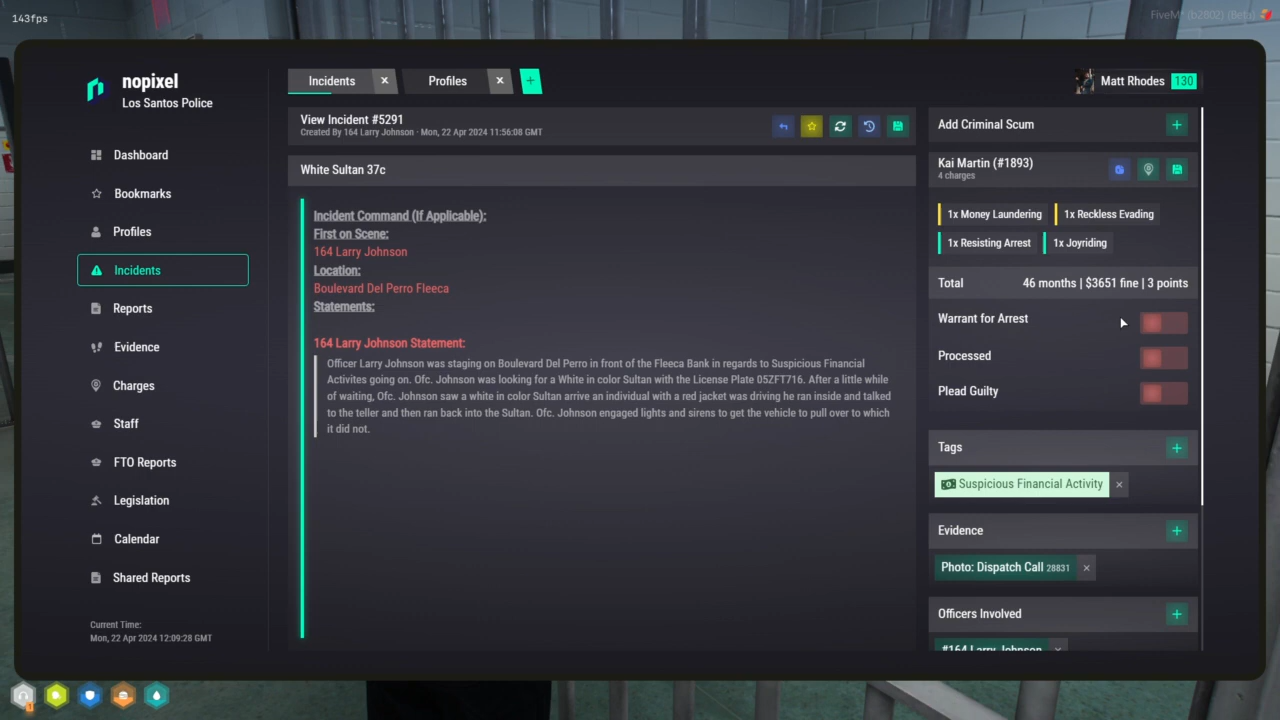 143fps
FiveM* (b2802) (Beta)
nopixel
Los Santos Police
Dashboard
Bookmarks
Profiles
Incidents
Reports
Evidence
Charges
Staff
FTO Reports
Legislation
Calendar
Shared Reports
Current Time:
Mon, 22 Apr 2024 12:09:28 GMT
Incidents ×
Profiles ×
+
Matt Rhodes 130
View Incident #5291
Created By 164 Larry Johnson - Mon, 22 Apr 2024 11:56:08 GMT
White Sultan 37c
Incident Command (If Applicable):
First on Scene:
164 Larry Johnson
Location:
Boulevard Del Perro Fleeca
Statements:
164 Larry Johnson Statement:
Officer Larry Johnson was staging on Boulevard Del Perro in front of the Fleeca Bank in regards to Suspicious Financial
Activites going on. Ofc. Johnson was looking for a White in color Sultan with the License Plate 05ZFT716. After a little while
of waiting, Ofc. Johnson saw a white in color Sultan arrive an individual with a red jacket was driving he ran inside and talked
to the teller and then ran back into the Sultan. Ofc. Johnson engaged lights and sirens to get the vehicle to pull over to which
it did not.
Add Criminal Scum +
Kai Martin (#1893)
4 charges
1x Money Laundering 1x Reckless Evading
1x Resisting Arrest 1x Joyriding
Total 46 months | $3651 fine | 3 points
Warrant for Arrest
Processed
Plead Guilty
Tags +
Suspicious Financial Activity ×
Evidence +
Photo: Dispatch Call 28831 ×
Officers Involved +
#164 Larry Johnson ×
1